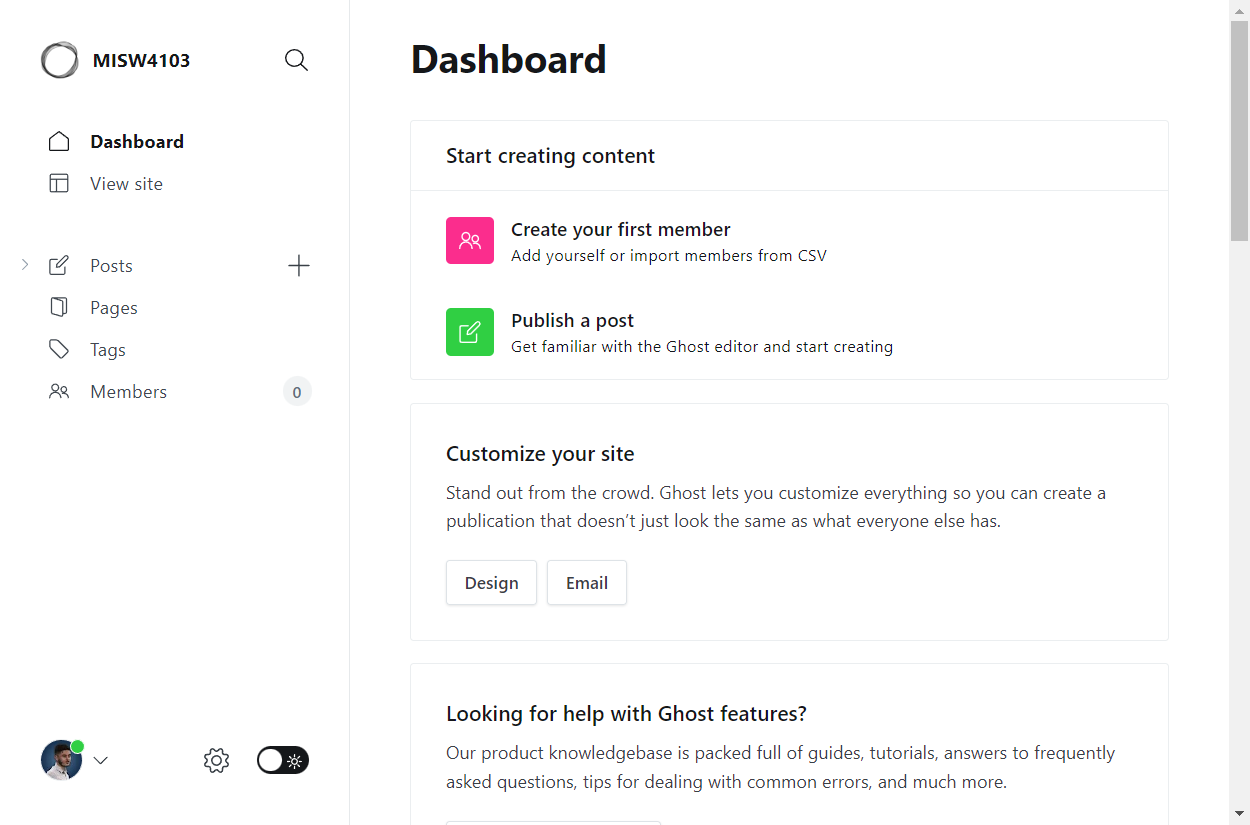 MISW4103
Dashboard
View site
Posts
Pages
Tags
Members
0
Dashboard
Start creating content
Create your first member
Add yourself or import members from CSV
Publish a post
Get familiar with the Ghost editor and start creating
Customize your site
Stand out from the crowd. Ghost lets you customize everything so you can create a
publication that doesn’t just look the same as what everyone else has.
Design
Email
Looking for help with Ghost features?
Our product knowledgebase is packed full of guides, tutorials, answers to frequently
asked questions, tips for dealing with common errors, and much more.